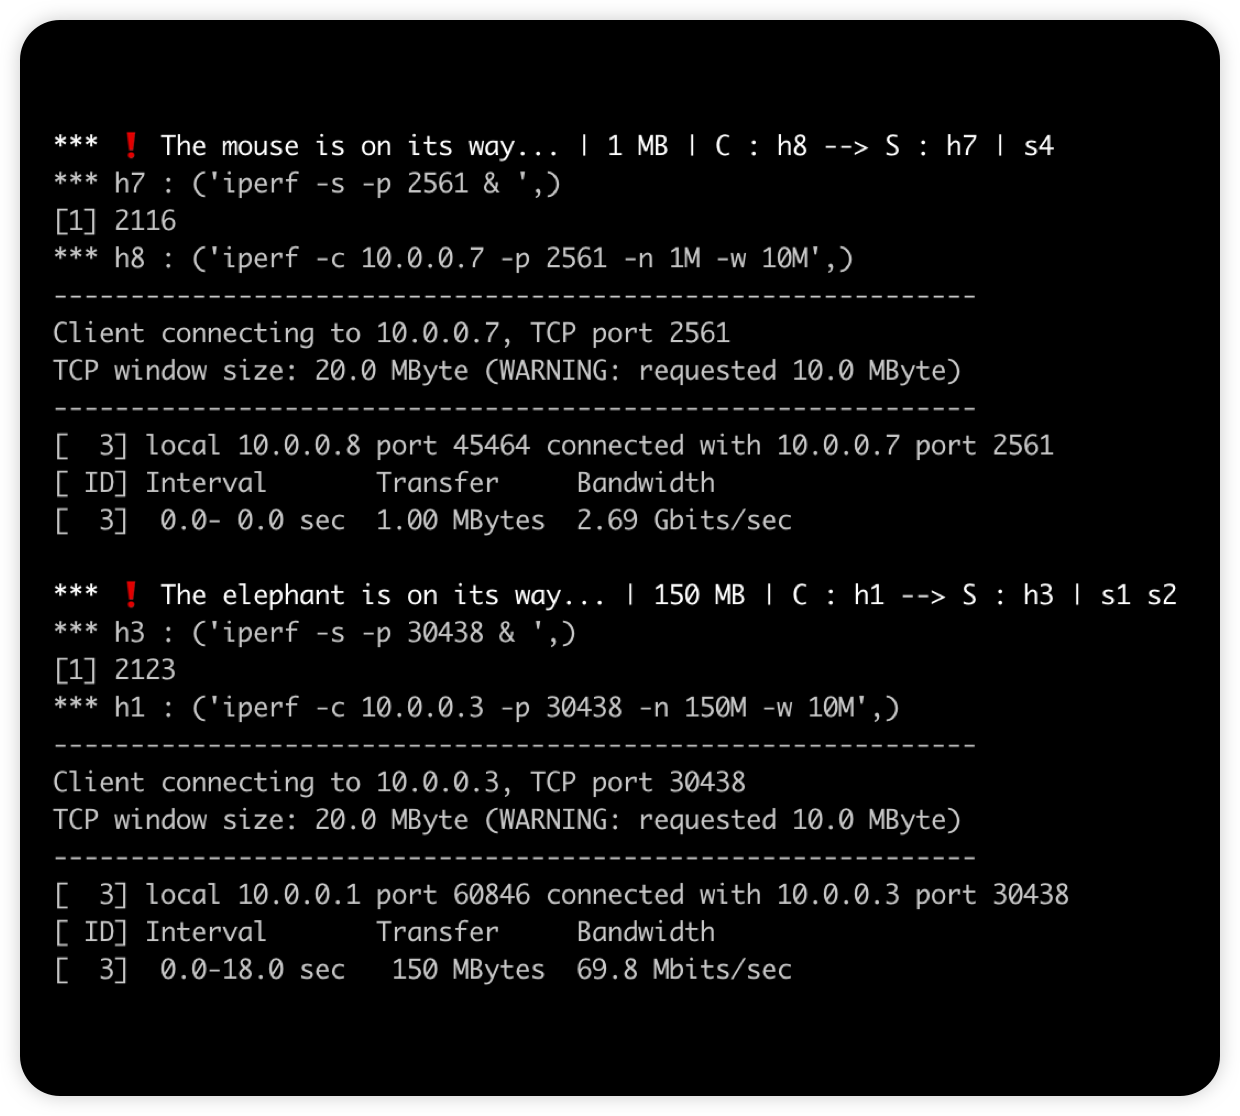 *** ❗ The mouse is on its way... | 1 MB | C : h8 --> S : h7 | s4
*** h7 : ('iperf -s -p 2561 & ',)
[1] 2116
*** h8 : ('iperf -c 10.0.0.7 -p 2561 -n 1M -w 10M',)
------------------------------------------------------------
Client connecting to 10.0.0.7, TCP port 2561
TCP window size: 20.0 MByte (WARNING: requested 10.0 MByte)
------------------------------------------------------------
[  3] local 10.0.0.8 port 45464 connected with 10.0.0.7 port 2561
[ ID] Interval       Transfer     Bandwidth
[  3]  0.0- 0.0 sec  1.00 MBytes  2.69 Gbits/sec
*** ❗ The elephant is on its way... | 150 MB | C : h1 --> S : h3 | s1 s2
*** h3 : ('iperf -s -p 30438 & ',)
[1] 2123
*** h1 : ('iperf -c 10.0.0.3 -p 30438 -n 150M -w 10M',)
------------------------------------------------------------
Client connecting to 10.0.0.3, TCP port 30438
TCP window size: 20.0 MByte (WARNING: requested 10.0 MByte)
------------------------------------------------------------
[  3] local 10.0.0.1 port 60846 connected with 10.0.0.3 port 30438
[ ID] Interval       Transfer     Bandwidth
[  3]  0.0-18.0 sec   150 MBytes  69.8 Mbits/sec